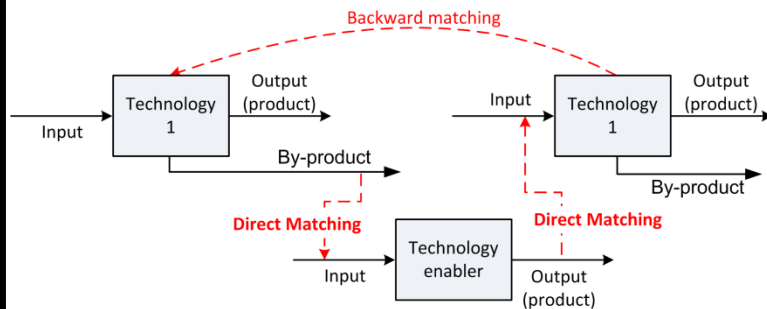 Backward matching
Technology
1
Output
(product)
Input
By-product
Input
Technology
1
Output
(product)
By-product
Direct Matching
Direct Matching
Input
Technology
enabler
Output
(product)